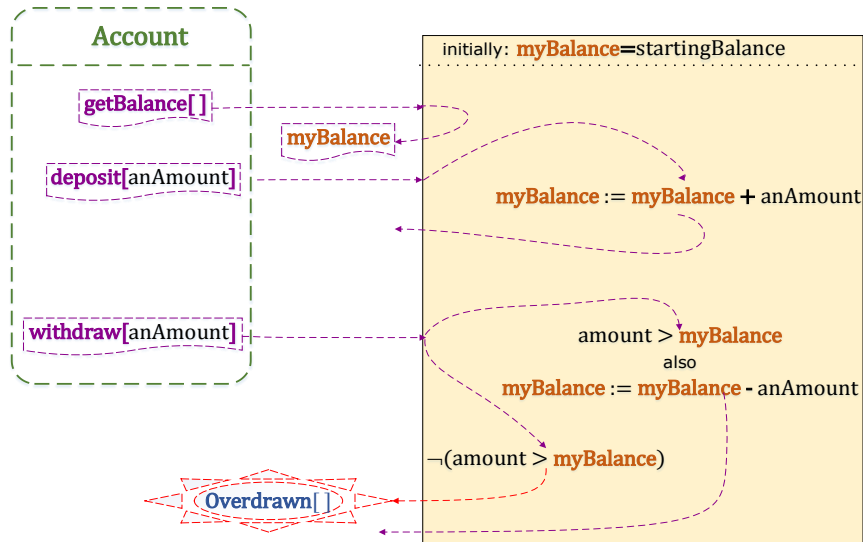 Account
initially: myBalance=startingBalance
getBalance[ ]
myBalance
deposit[anAmount]
myBalance := myBalance + anAmount
withdraw[anAmount]
amount > myBalance
also
myBalance := myBalance - anAmount
¬(amount > myBalance)
Overdrawn[ ]